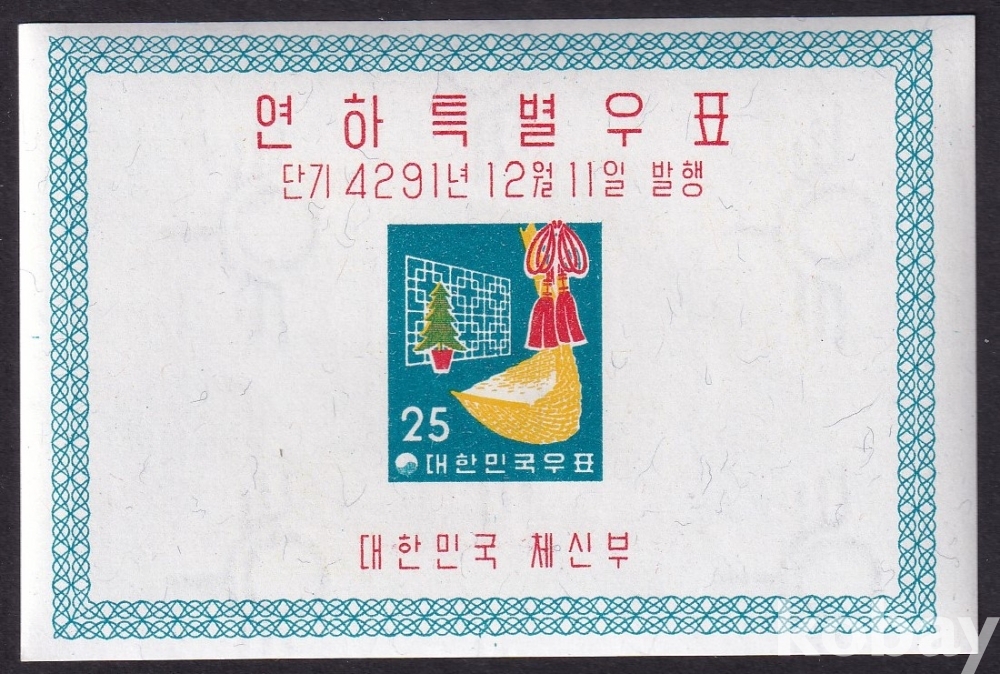 연하특별우표
단기 4291년 12월 11일 발행
25
대한민국우표
대한민국 체신부
kobay